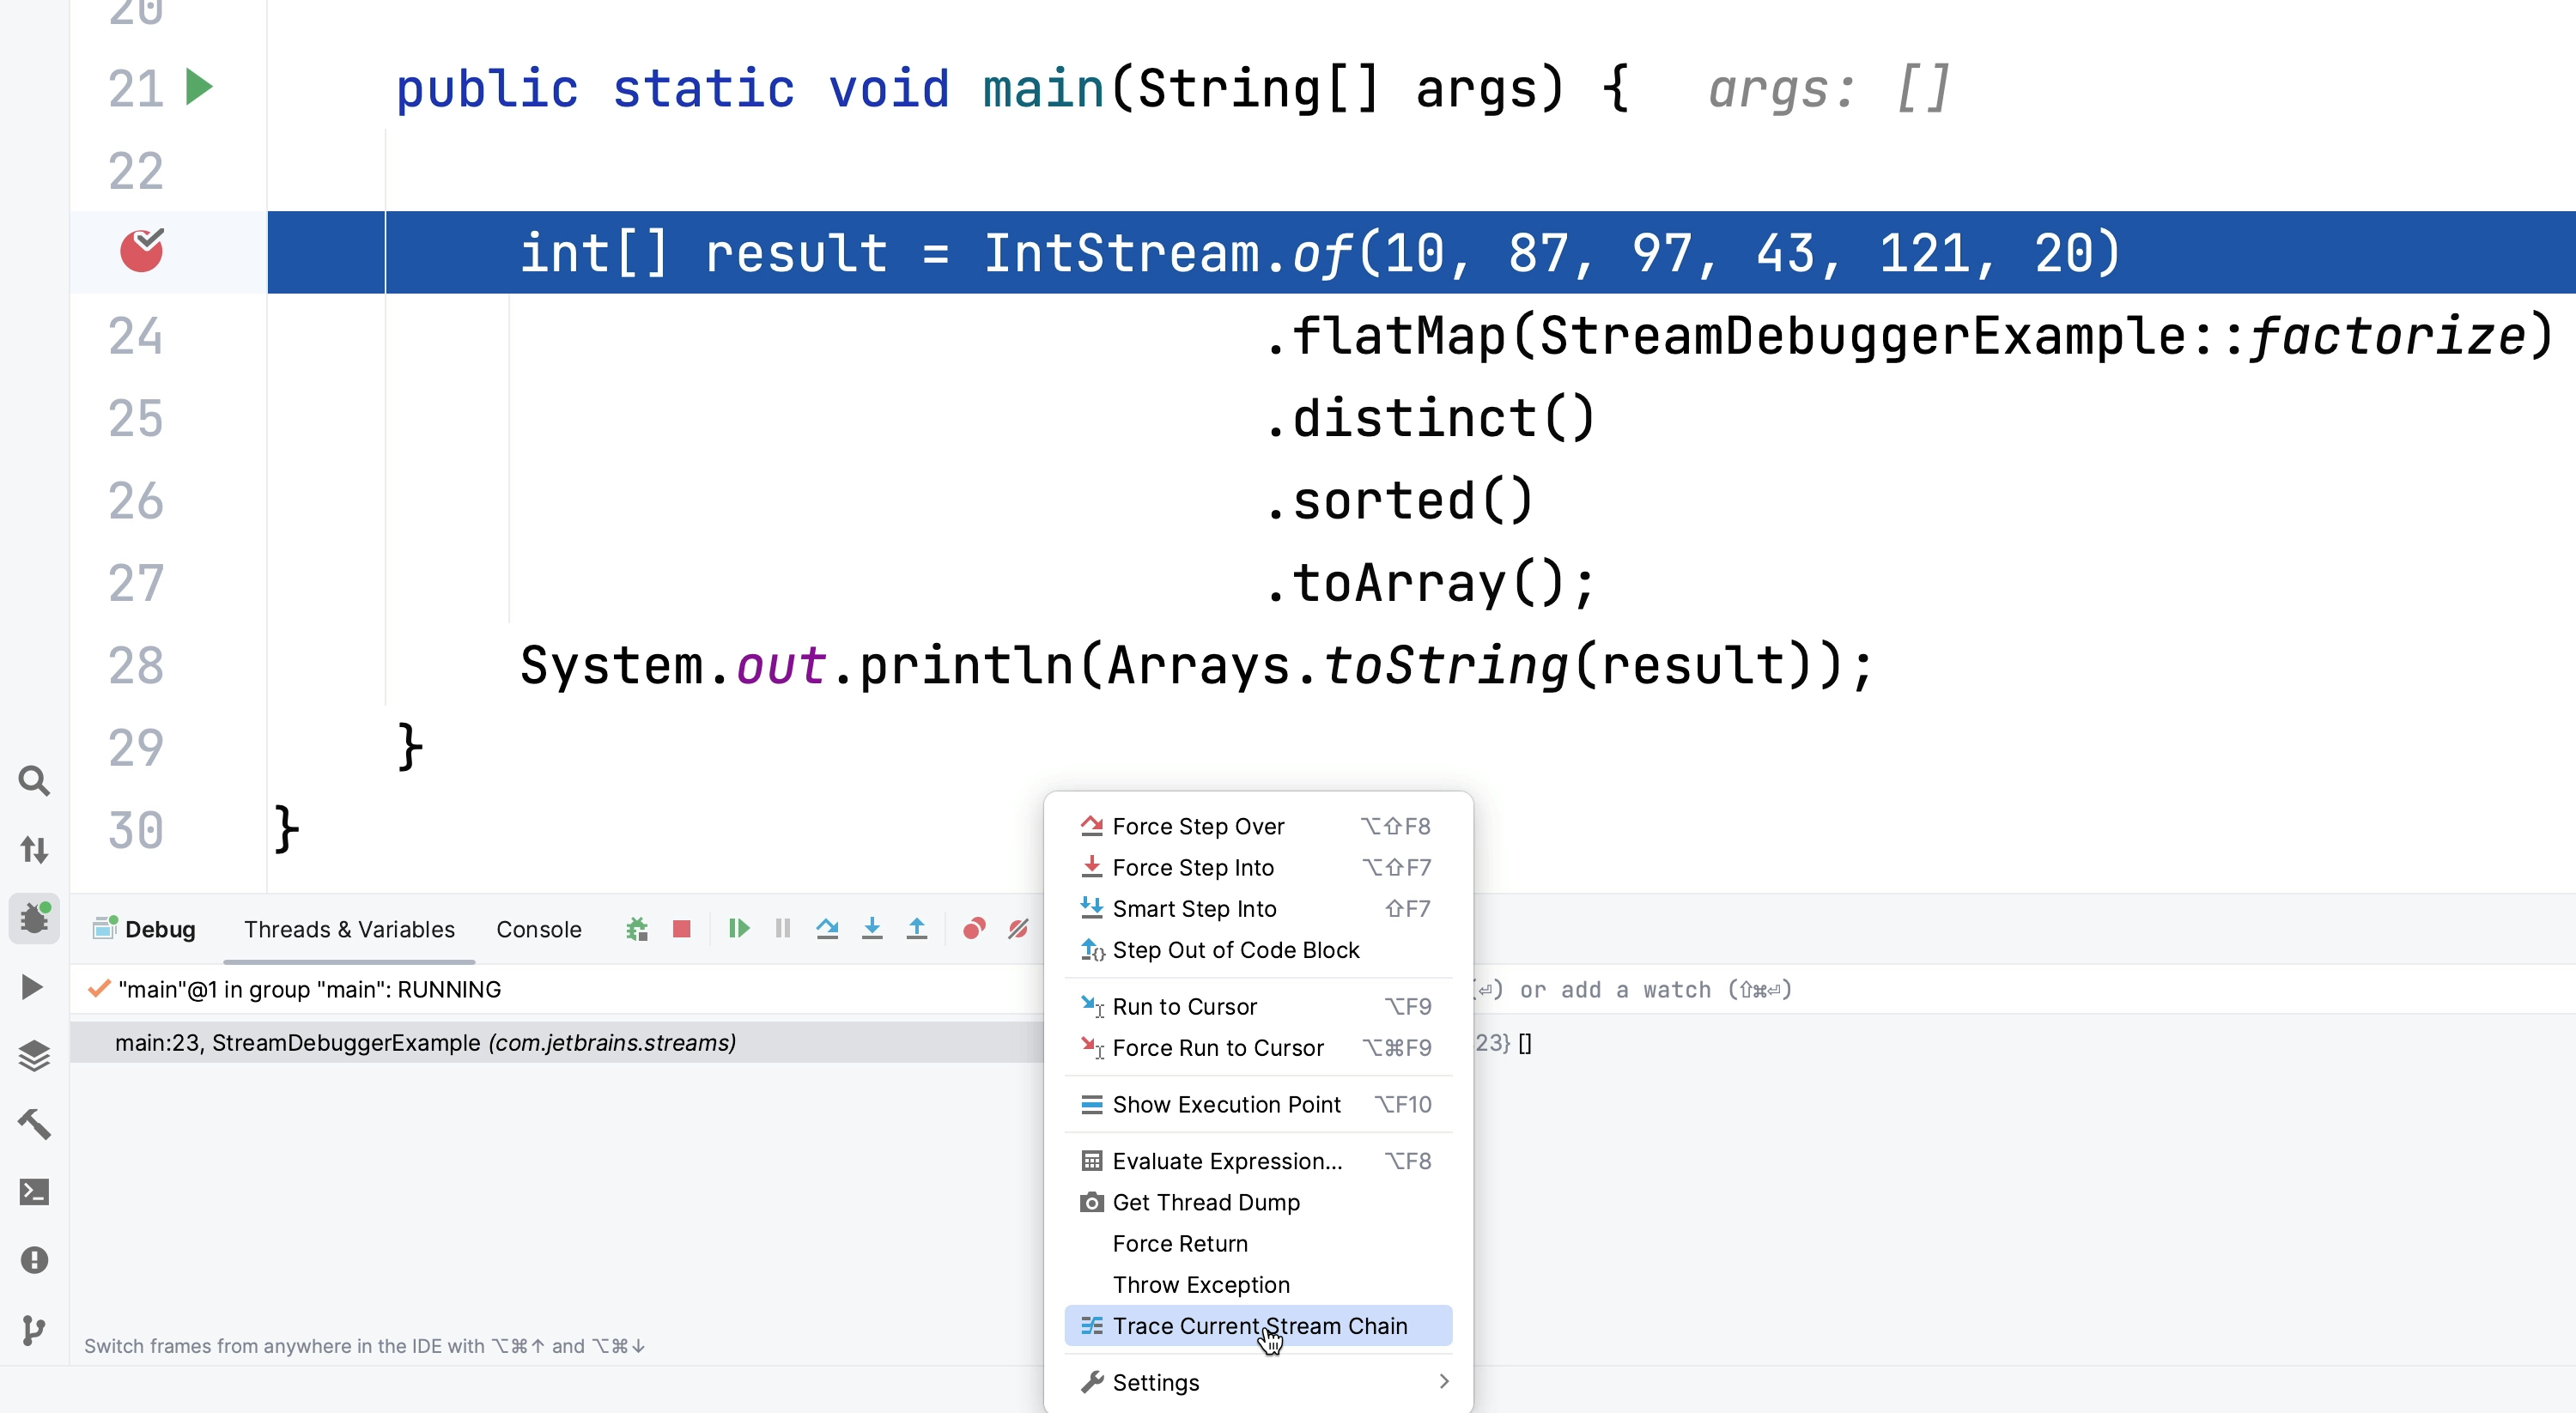 20
21 public static void main(String[] args) { args: []
22
int[] result = IntStream.of(10, 87, 97, 43, 121, 20)
24 .flatMap(StreamDebuggerExample::factorize)
25 .distinct()
26 .sorted()
27 .toArray();
28 System.out.println(Arrays.toString(result));
29 }
30 }
Debug Threads & Variables Console
"main"@1 in group "main": RUNNING
main:23, StreamDebuggerExample (com.jetbrains.streams)
Switch frames from anywhere in the IDE with ⌥⌘↑ and ⌥⌘↓
Force Step Over ⌥⇧F8
Force Step Into ⌥⇧F7
Smart Step Into ⇧F7
Step Out of Code Block
Run to Cursor ⌥F9
Force Run to Cursor ⌥⌘F9
Show Execution Point ⌥F10
Evaluate Expression... ⌥F8
Get Thread Dump
Force Return
Throw Exception
Trace Current Stream Chain
Settings
(⏎) or add a watch (⇧⌘⏎)
23} []